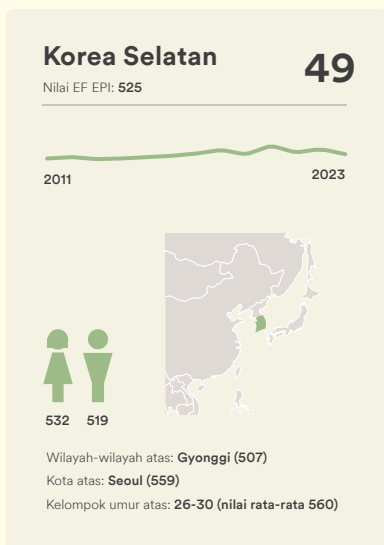 Korea Selatan
49
Nilai EF EPI: 525
2011
2023
532 519
Wilayah-wilayah atas: Gyonggi (507)
Kota atas: Seoul (559)
Kelompok umur atas: 26-30 (nilai rata-rata 560)